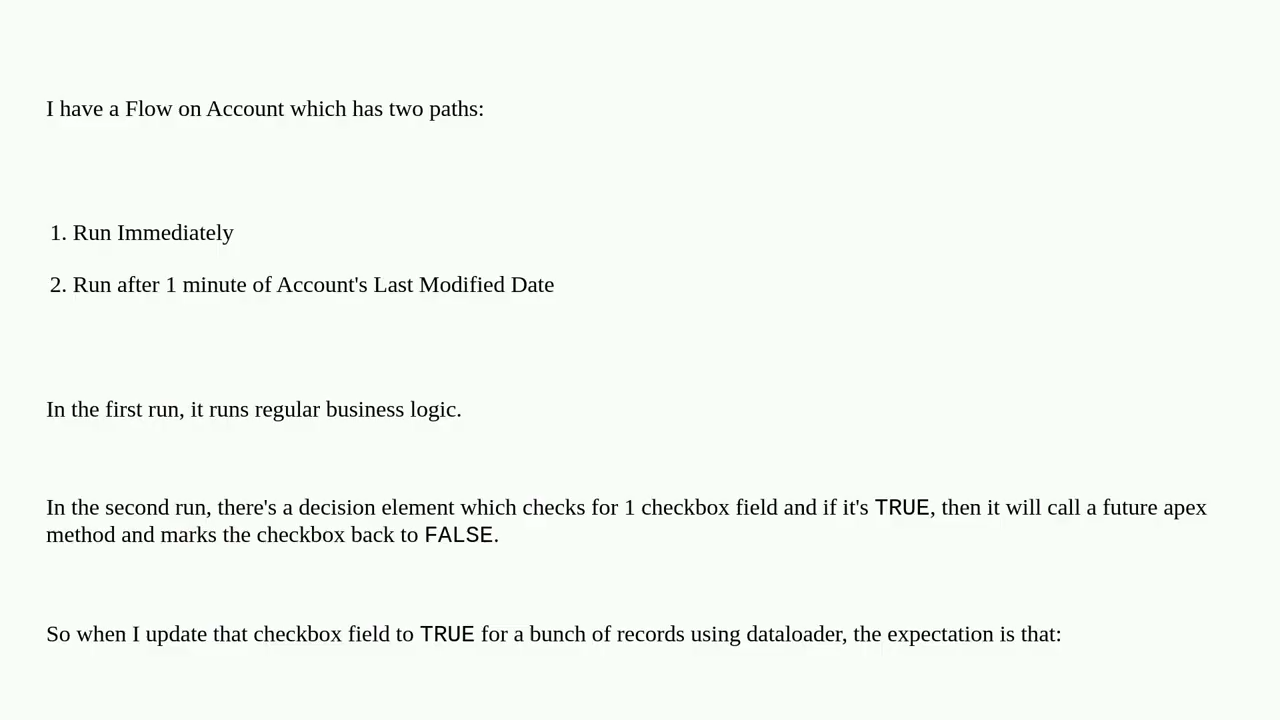 I have a Flow on Account which has two paths:
1. Run Immediately
2. Run after 1 minute of Account's Last Modified Date
In the first run, it runs regular business logic.
In the second run, there's a decision element which checks for 1 checkbox field and if it's TRUE, then it will call a future apex
method and marks the checkbox back to FALSE.
So when I update that checkbox field to TRUE for a bunch of records using dataloader, the expectation is that: